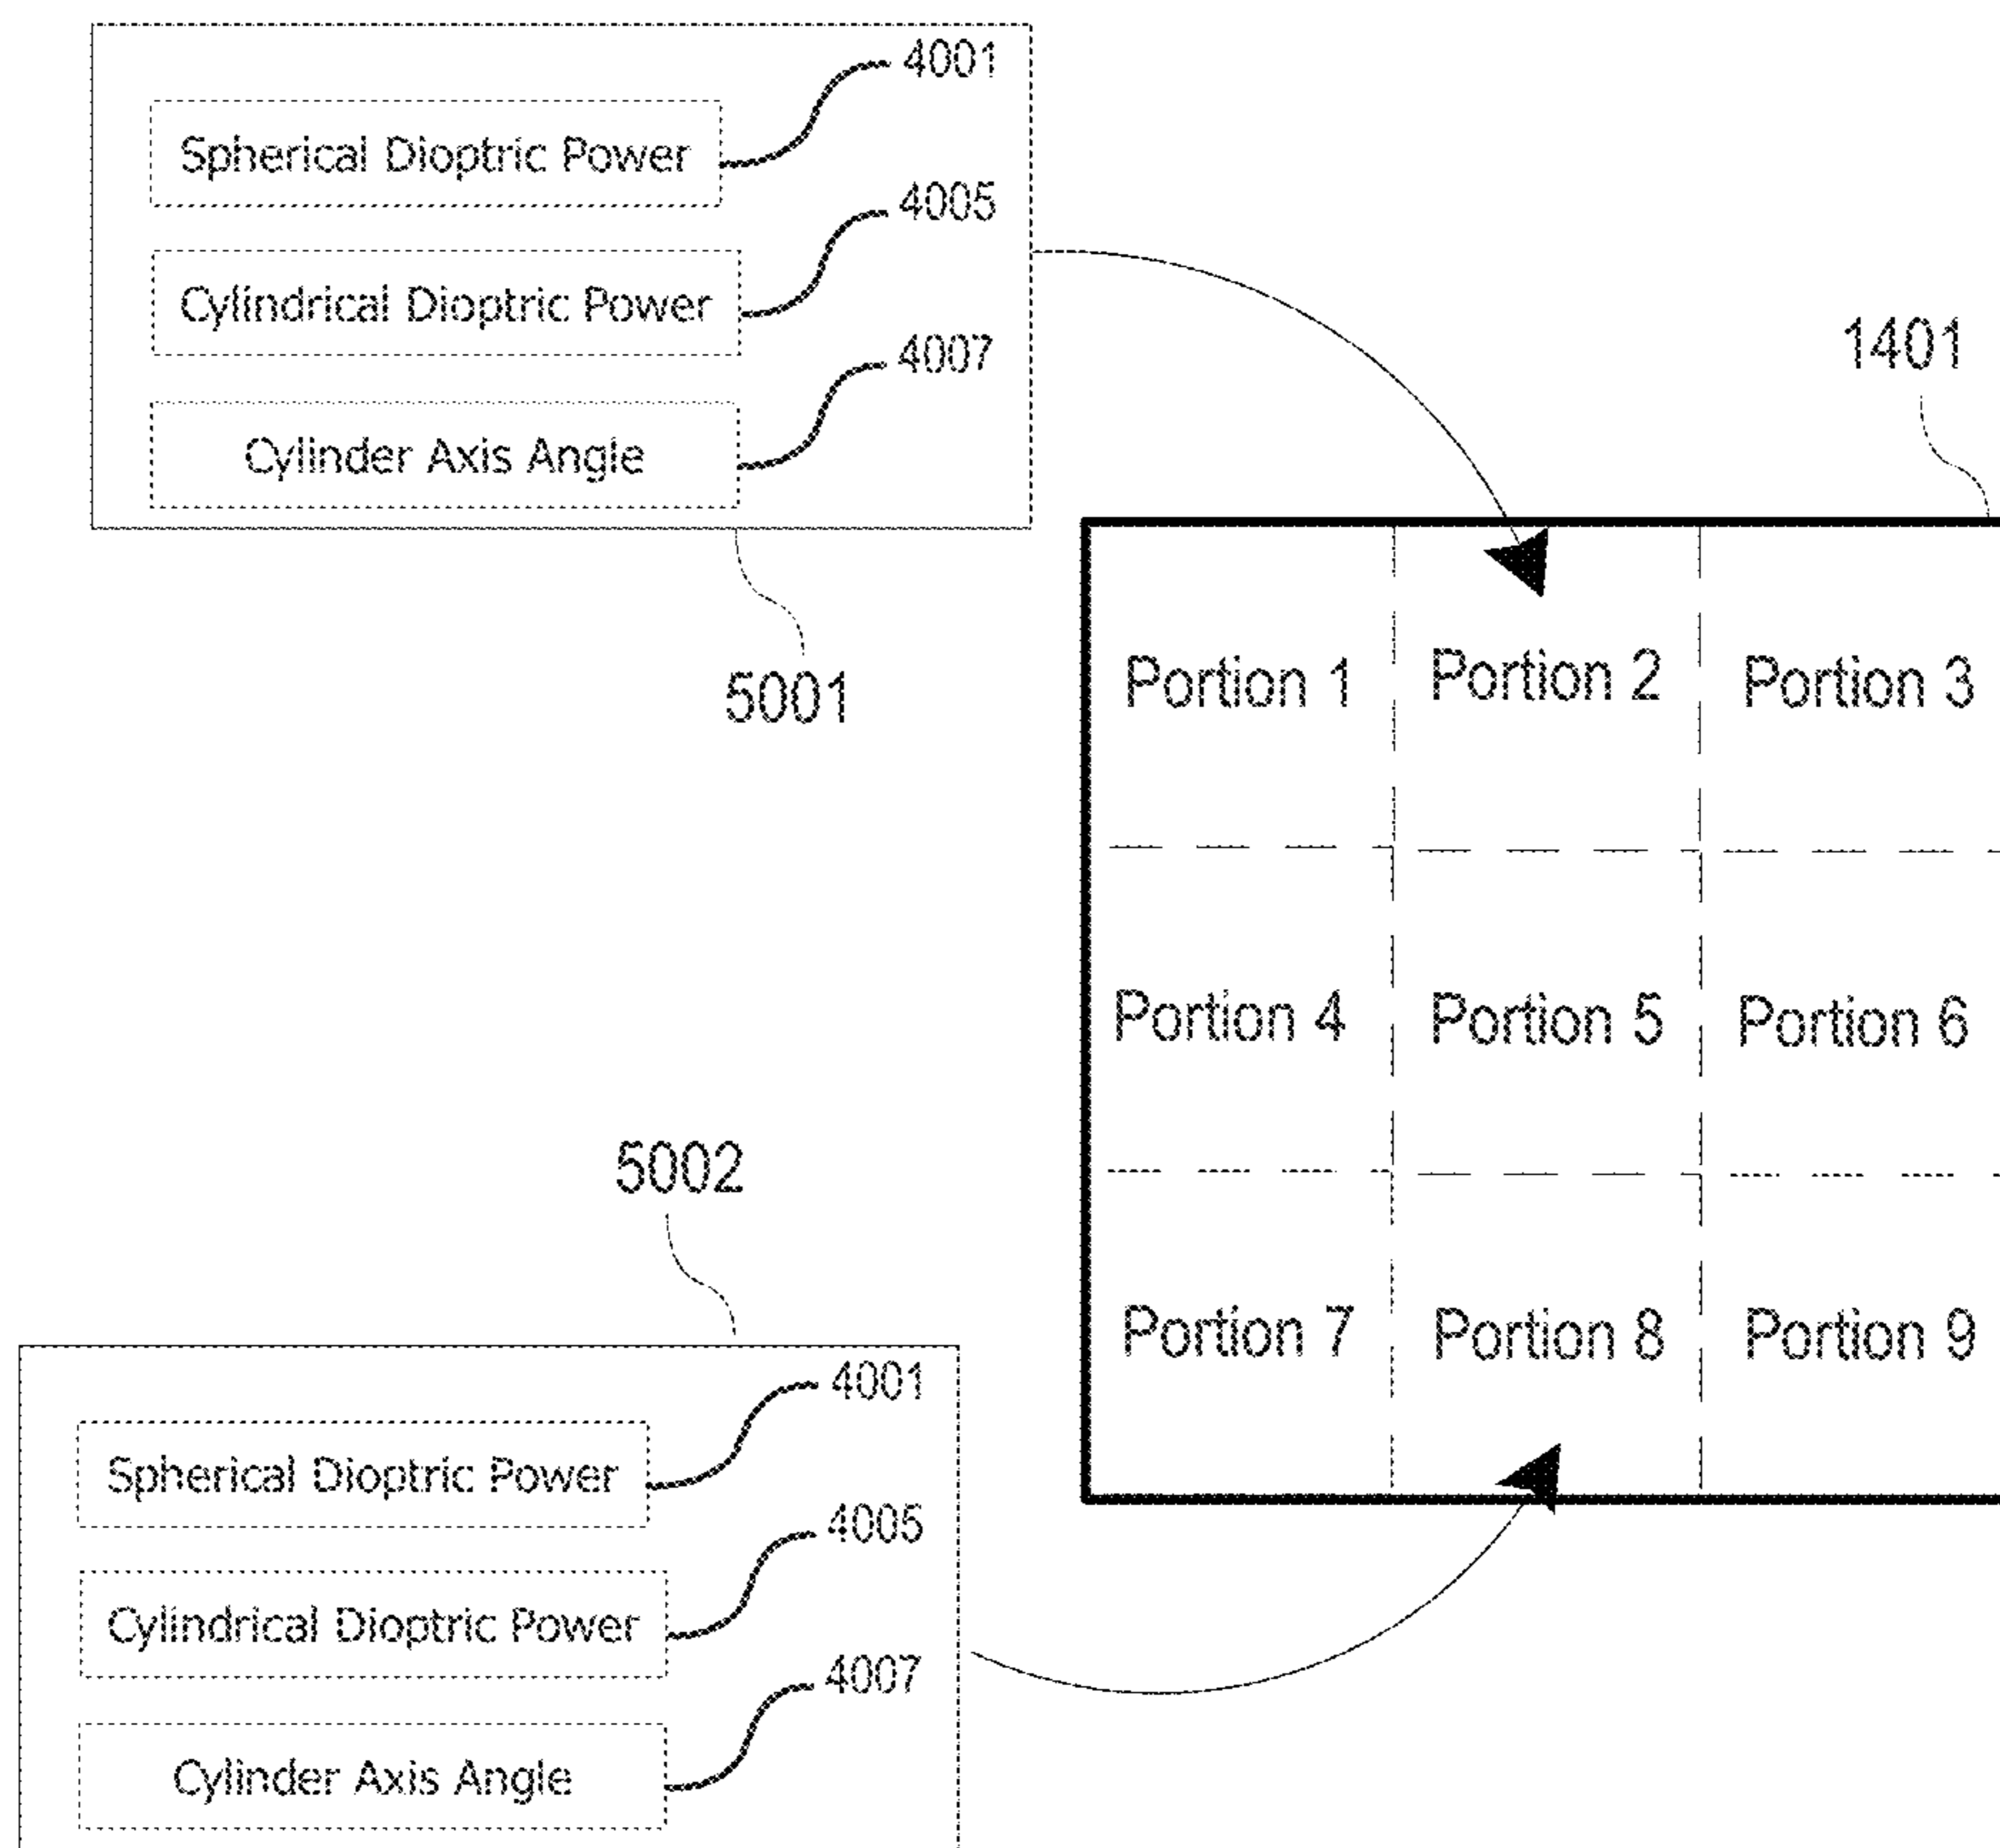 4001
Spherical Dioptric Power
4005
Cylindrical Dioptric Power
4007
Cylinder Axis Angle
5001
1401
Portion 1 Portion 2 Portion 3
Portion 4 Portion 5 Portion 6
Portion 7 Portion 8 Portion 9
5002
4001
Spherical Dioptric Power
4005
Cylindrical Dioptric Power
4007
Cylinder Axis Angle